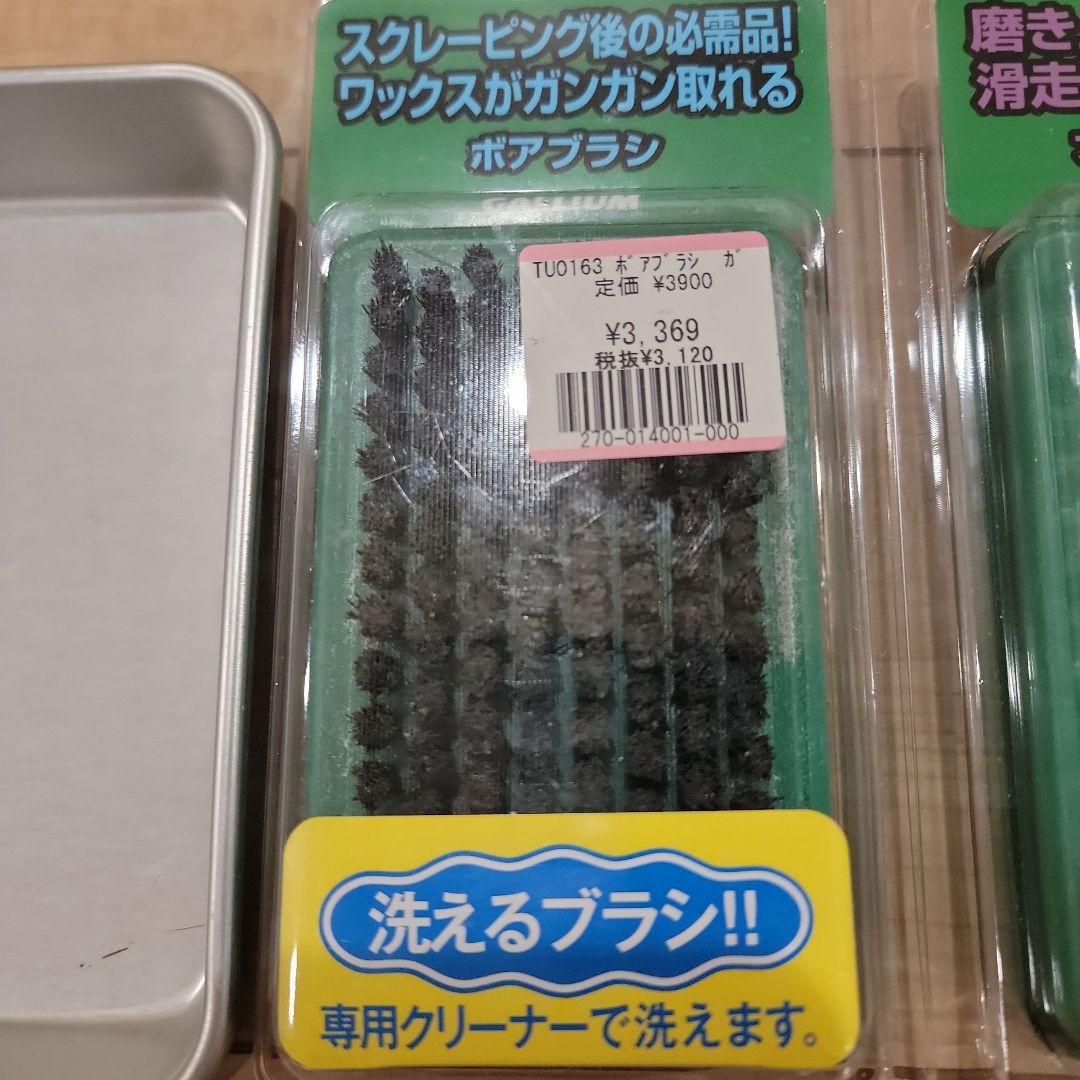 スクレーピング後の必需品!
ワックスがガンガン取れる
ボアブラシ
GALLIUM
TU0163 ﾎﾞｱﾌﾞﾗｼ ｶﾞ
定価 ¥3900
¥3,369
税抜¥3,120
270-014001-000
洗えるブラシ!!
専用クリーナーで洗えます。
磨き
滑走